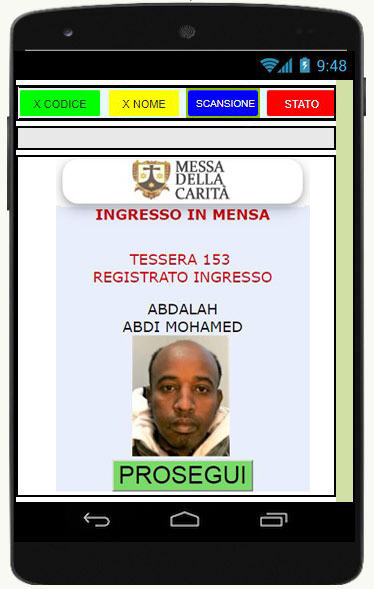 9:48
X CODICE X NOME SCANSIONE STATO
MESSA
DELLA
CARITÀ
INGRESSO IN MENSA
TESSERA 153
REGISTRATO INGRESSO
ABDALAH
ABDI MOHAMED
PROSEGUI